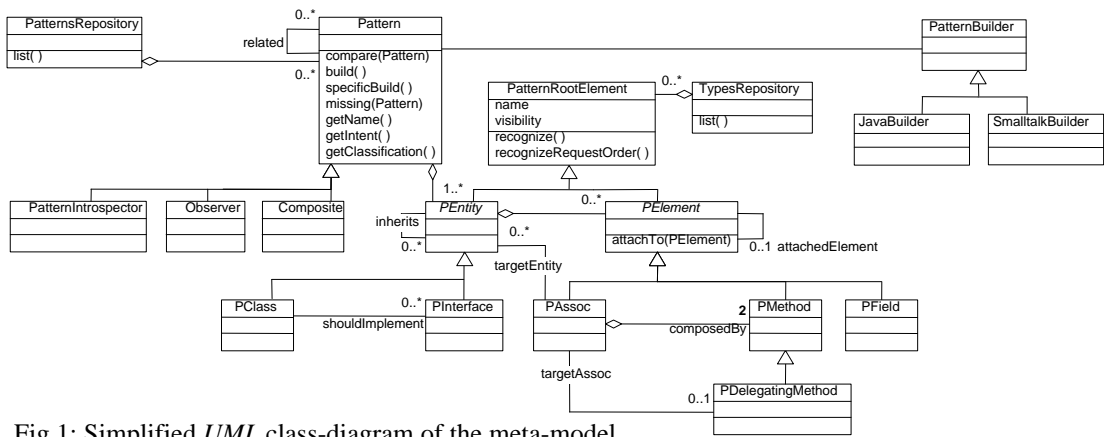 PatternsRepository
list( )
0..*
related
0..*
Pattern
compare(Pattern)
build( )
specificBuild( )
missing(Pattern)
getName( )
getIntent( )
getClassification( )
PatternBuilder
PatternRootElement
name
visibility
recognize()
recognizeRequestOrder( )
0..*
TypesRepository
list( )
JavaBuilder
SmalltalkBuilder
PatternIntrospector
Observer
Composite
1..*
inherits
0..*
PEntity
0..*
0..*
PElement
attachTo(PElement)
0..1 attachedElement
targetEntity
PClass
0..*
shouldImplement
PInterface
PAssoc
2
composedBy
PMethod
PField
targetAssoc
0..1
PDelegatingMethod
Fig 1: Simplified UML class-diagram of the meta-model